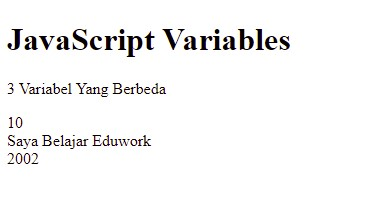 JavaScript Variables
3 Variabel Yang Berbeda
10
Saya Belajar Eduwork
2002